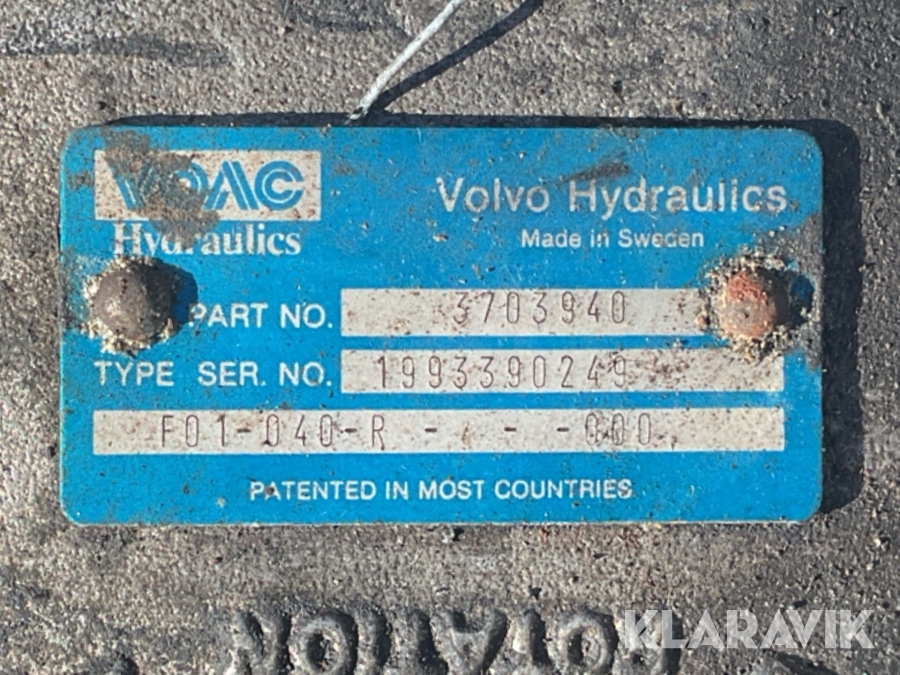 VOAC
Hydraulics
Volvo Hydraulics
Made in Sweden
PART NO. 3703940
TYPE SER. NO. 1993390249
F01-040-R - - -000
PATENTED IN MOST COUNTRIES
ROTATION
KLARAVIK